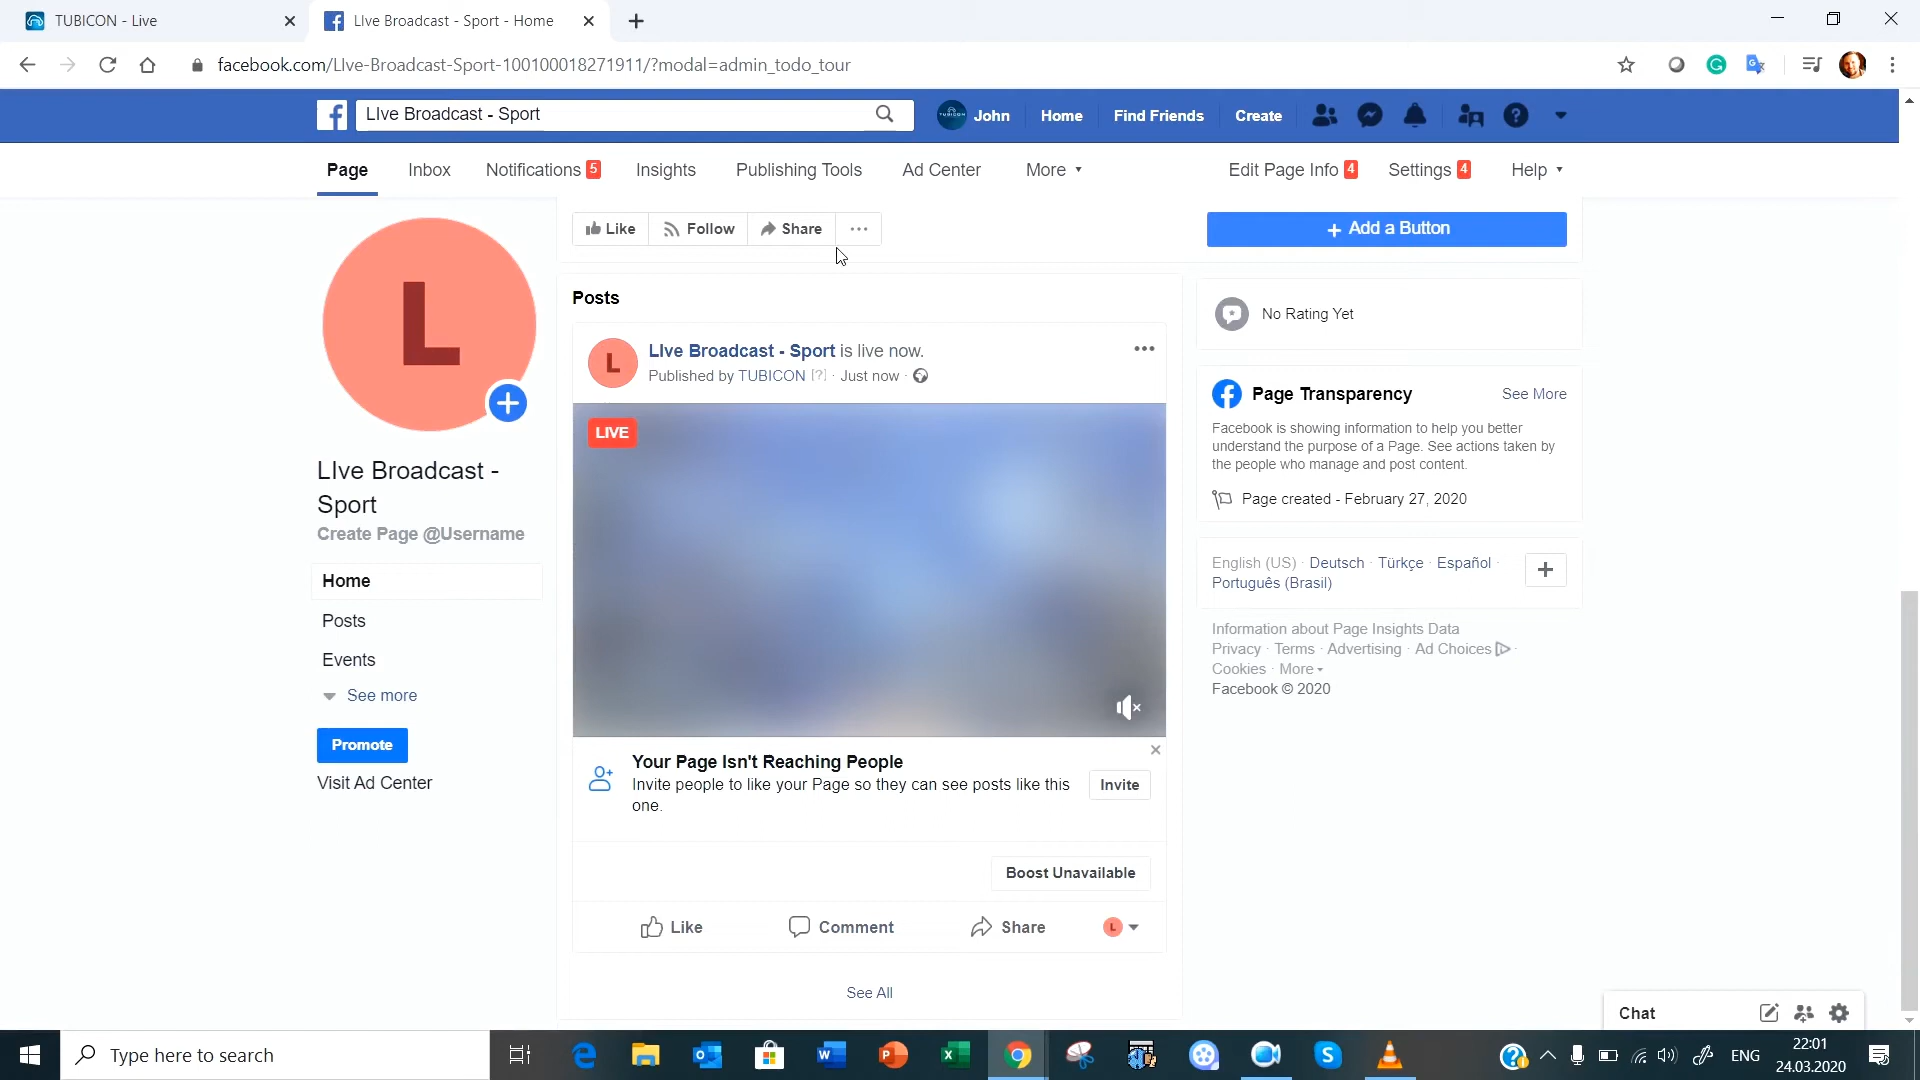 TUBICON - Live
LIve Broadcast - Sport - Home
facebook.com/LIve-Broadcast-Sport-100100018271911/?modal=admin_todo_tour
LIve Broadcast - Sport
John
Home
Find Friends
Create
Page
Inbox
Notifications 5
Insights
Publishing Tools
Ad Center
More
Edit Page Info 4
Settings 4
Help
Like
Follow
Share
+ Add a Button
L
LIve Broadcast -
Sport
Create Page @Username
Home
Posts
Events
See more
Promote
Visit Ad Center
Posts
L
LIve Broadcast - Sport is live now.
Published by TUBICON [?] · Just now ·
LIVE
Your Page Isn't Reaching People
Invite people to like your Page so they can see posts like this
one.
Invite
Boost Unavailable
Like
Comment
Share
L
See All
No Rating Yet
Page Transparency
See More
Facebook is showing information to help you better
understand the purpose of a Page. See actions taken by
the people who manage and post content.
Page created - February 27, 2020
English (US) · Deutsch · Türkçe · Español ·
Português (Brasil)
Information about Page Insights Data
Privacy · Terms · Advertising · Ad Choices ·
Cookies · More
Facebook © 2020
Chat
Type here to search
ENG
22:01
24.03.2020